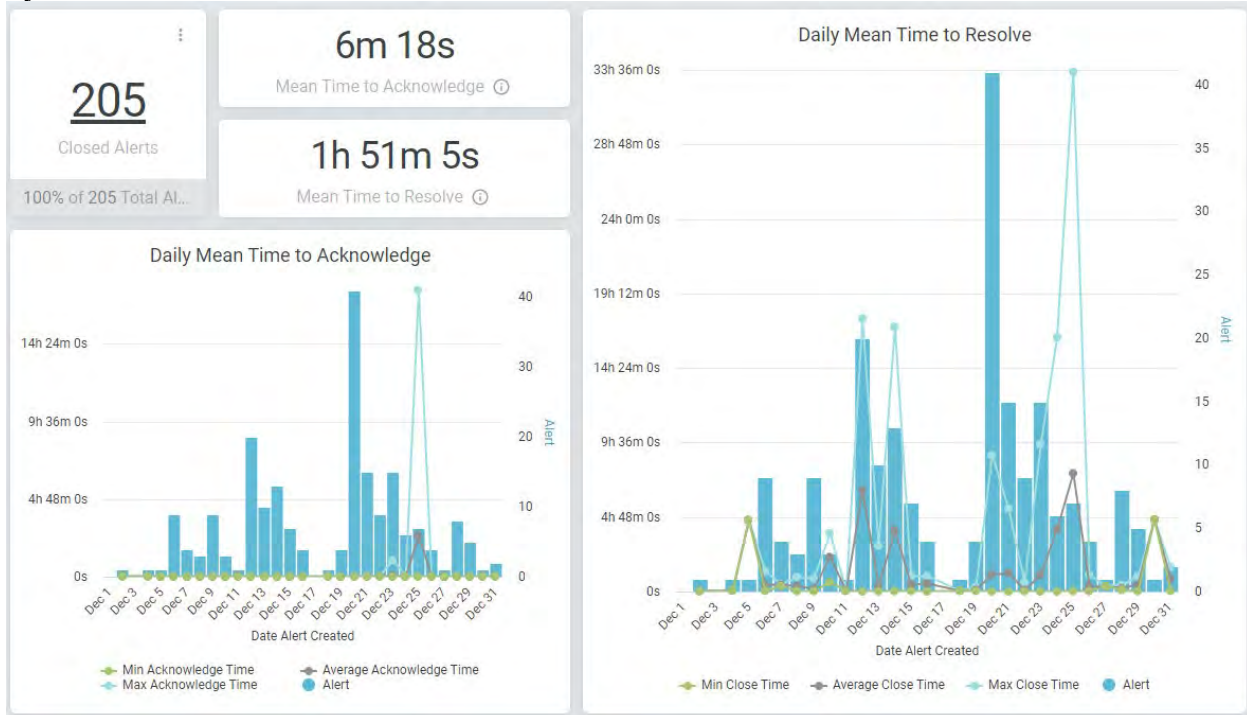 205
Closed Alerts
100% of 205 Total Al...
6m 18s
Mean Time to Acknowledge
1h 51m 5s
Mean Time to Resolve
Daily Mean Time to Acknowledge
14h 24m 0s
9h 36m 0s
4h 48m 0s
0s
40
30
20
10
0
Alert
Dec 1
Dec 3
Dec 5
Dec 7
Dec 9
Dec 11
Dec 13
Dec 15
Dec 17
Dec 19
Dec 21
Dec 23
Dec 25
Dec 27
Dec 29
Dec 31
Date Alert Created
Min Acknowledge Time
Average Acknowledge Time
Max Acknowledge Time
Alert
Daily Mean Time to Resolve
33h 36m 0s
28h 48m 0s
24h 0m 0s
19h 12m 0s
14h 24m 0s
9h 36m 0s
4h 48m 0s
0s
40
35
30
25
20
15
10
5
0
Alert
Dec 1
Dec 3
Dec 5
Dec 7
Dec 9
Dec 11
Dec 13
Dec 15
Dec 17
Dec 19
Dec 21
Dec 23
Dec 25
Dec 27
Dec 29
Dec 31
Date Alert Created
Min Close Time
Average Close Time
Max Close Time
Alert